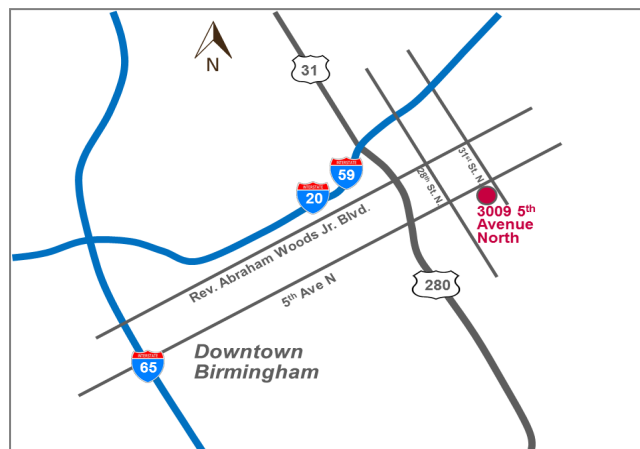 N
31
INTERSTATE
59
INTERSTATE
20
28th St. N.
31st St. N
3009 5th
Avenue
North
Rev. Abraham Woods Jr. Blvd.
5th Ave N
280
Downtown
Birmingham
INTERSTATE
65